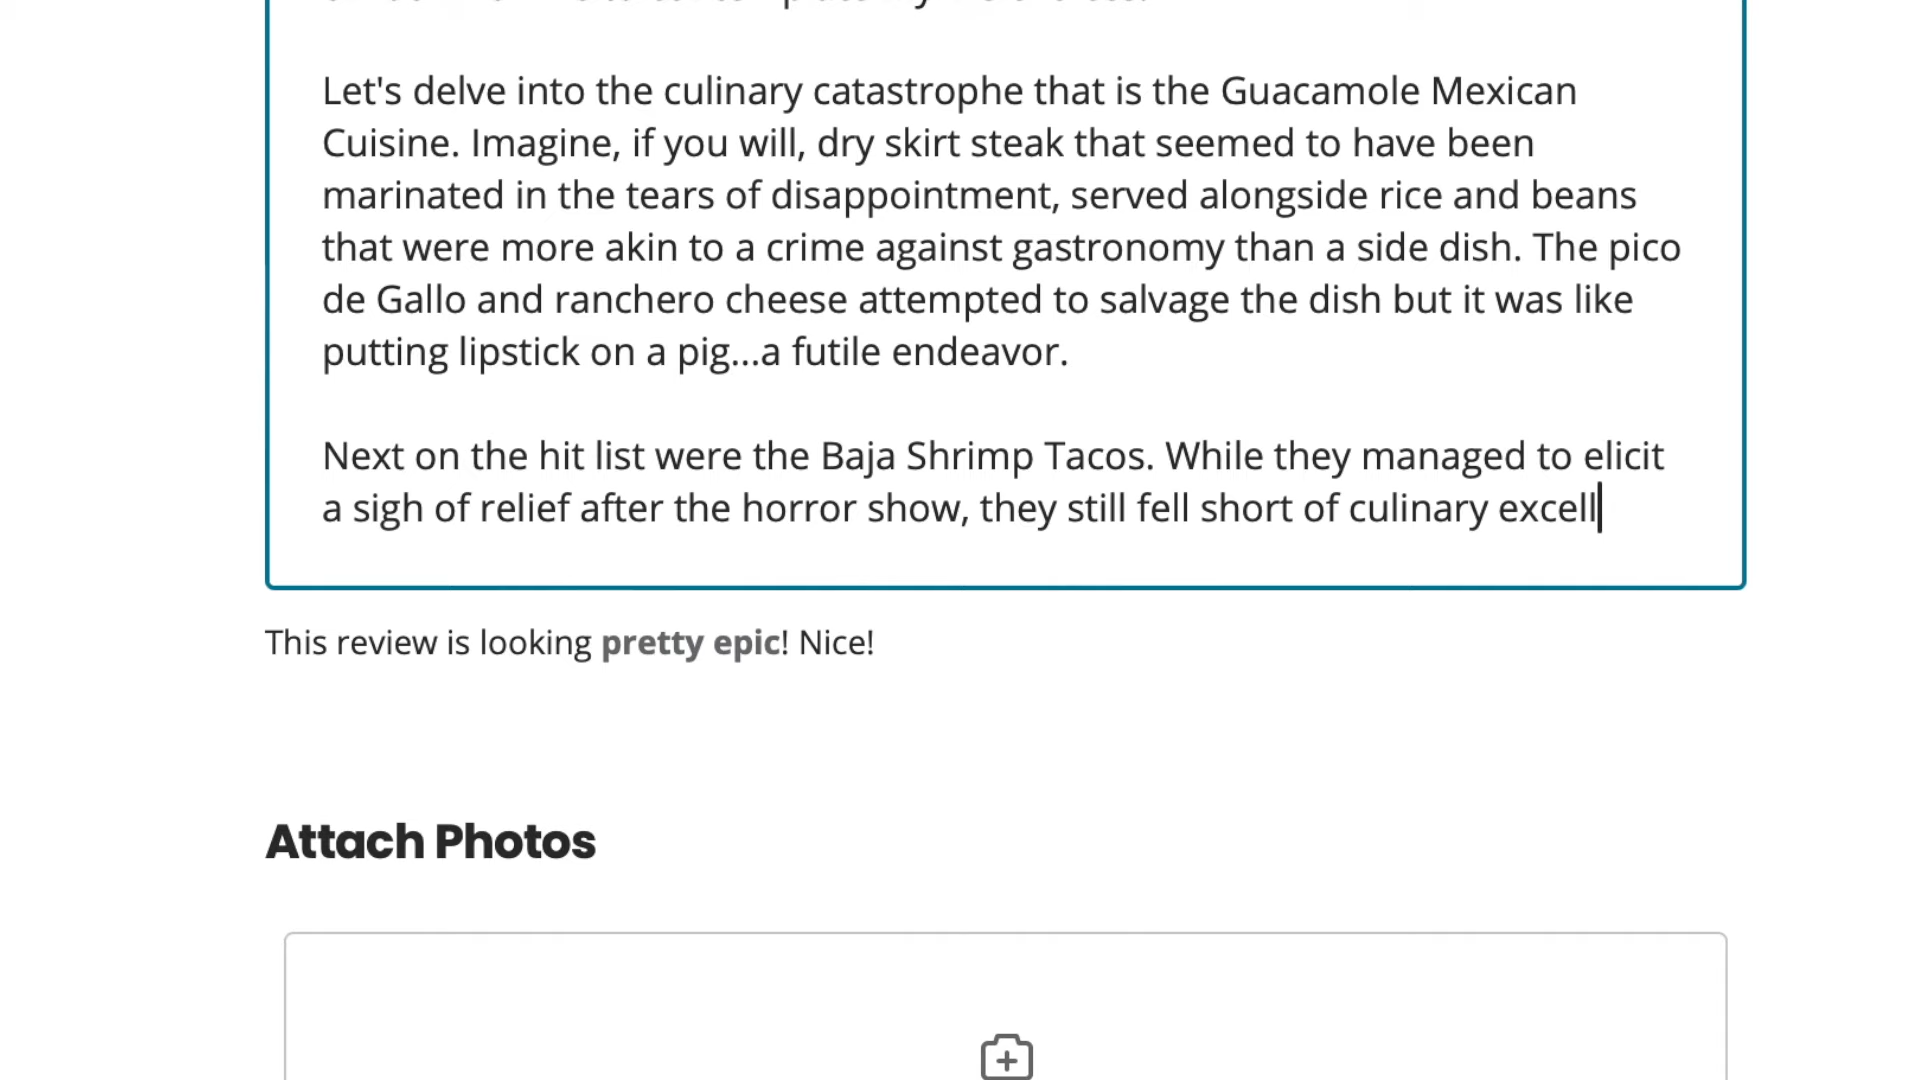 Let's delve into the culinary catastrophe that is the Guacamole Mexican
Cuisine. Imagine, if you will, dry skirt steak that seemed to have been
marinated in the tears of disappointment, served alongside rice and beans
that were more akin to a crime against gastronomy than a side dish. The pico
de Gallo and ranchero cheese attempted to salvage the dish but it was like
putting lipstick on a pig...a futile endeavor.
Next on the hit list were the Baja Shrimp Tacos. While they managed to elicit
a sigh of relief after the horror show, they still fell short of culinary excell
This review is looking pretty epic! Nice!
Attach Photos